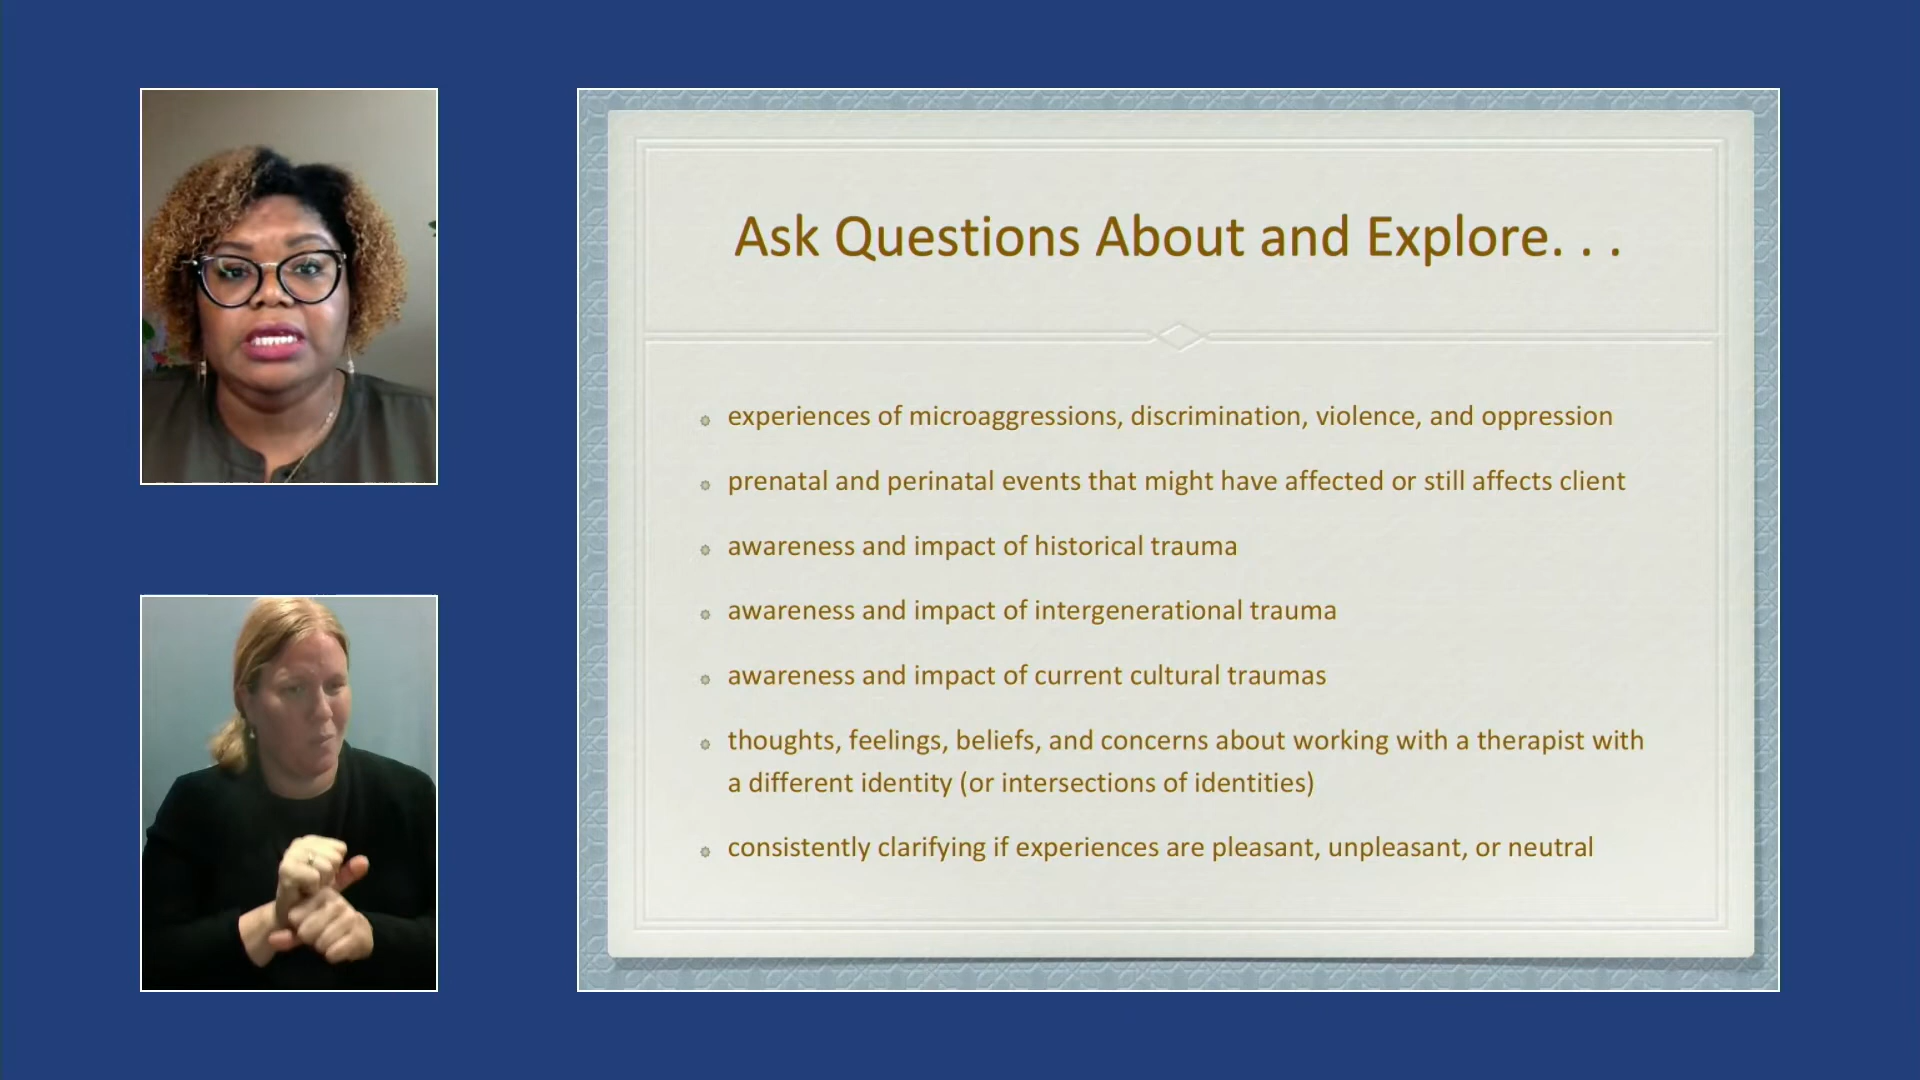 Ask Questions About and Explore. . .
experiences of microaggressions, discrimination, violence, and oppression
prenatal and perinatal events that might have affected or still affects client
awareness and impact of historical trauma
awareness and impact of intergenerational trauma
awareness and impact of current cultural traumas
thoughts, feelings, beliefs, and concerns about working with a therapist with
a different identity (or intersections of identities)
consistently clarifying if experiences are pleasant, unpleasant, or neutral